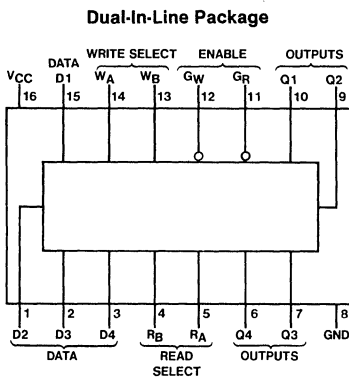 Dual-In-Line Package
DATA WRITE SELECT ENABLE OUTPUTS
VCC D1 WA WB GW GR Q1 Q2
16 15 14 13 12 11 10 9
1 2 3 4 5 6 7 8
D2 D3 D4 RB RA Q4 Q3 GND
DATA READ SELECT OUTPUTS